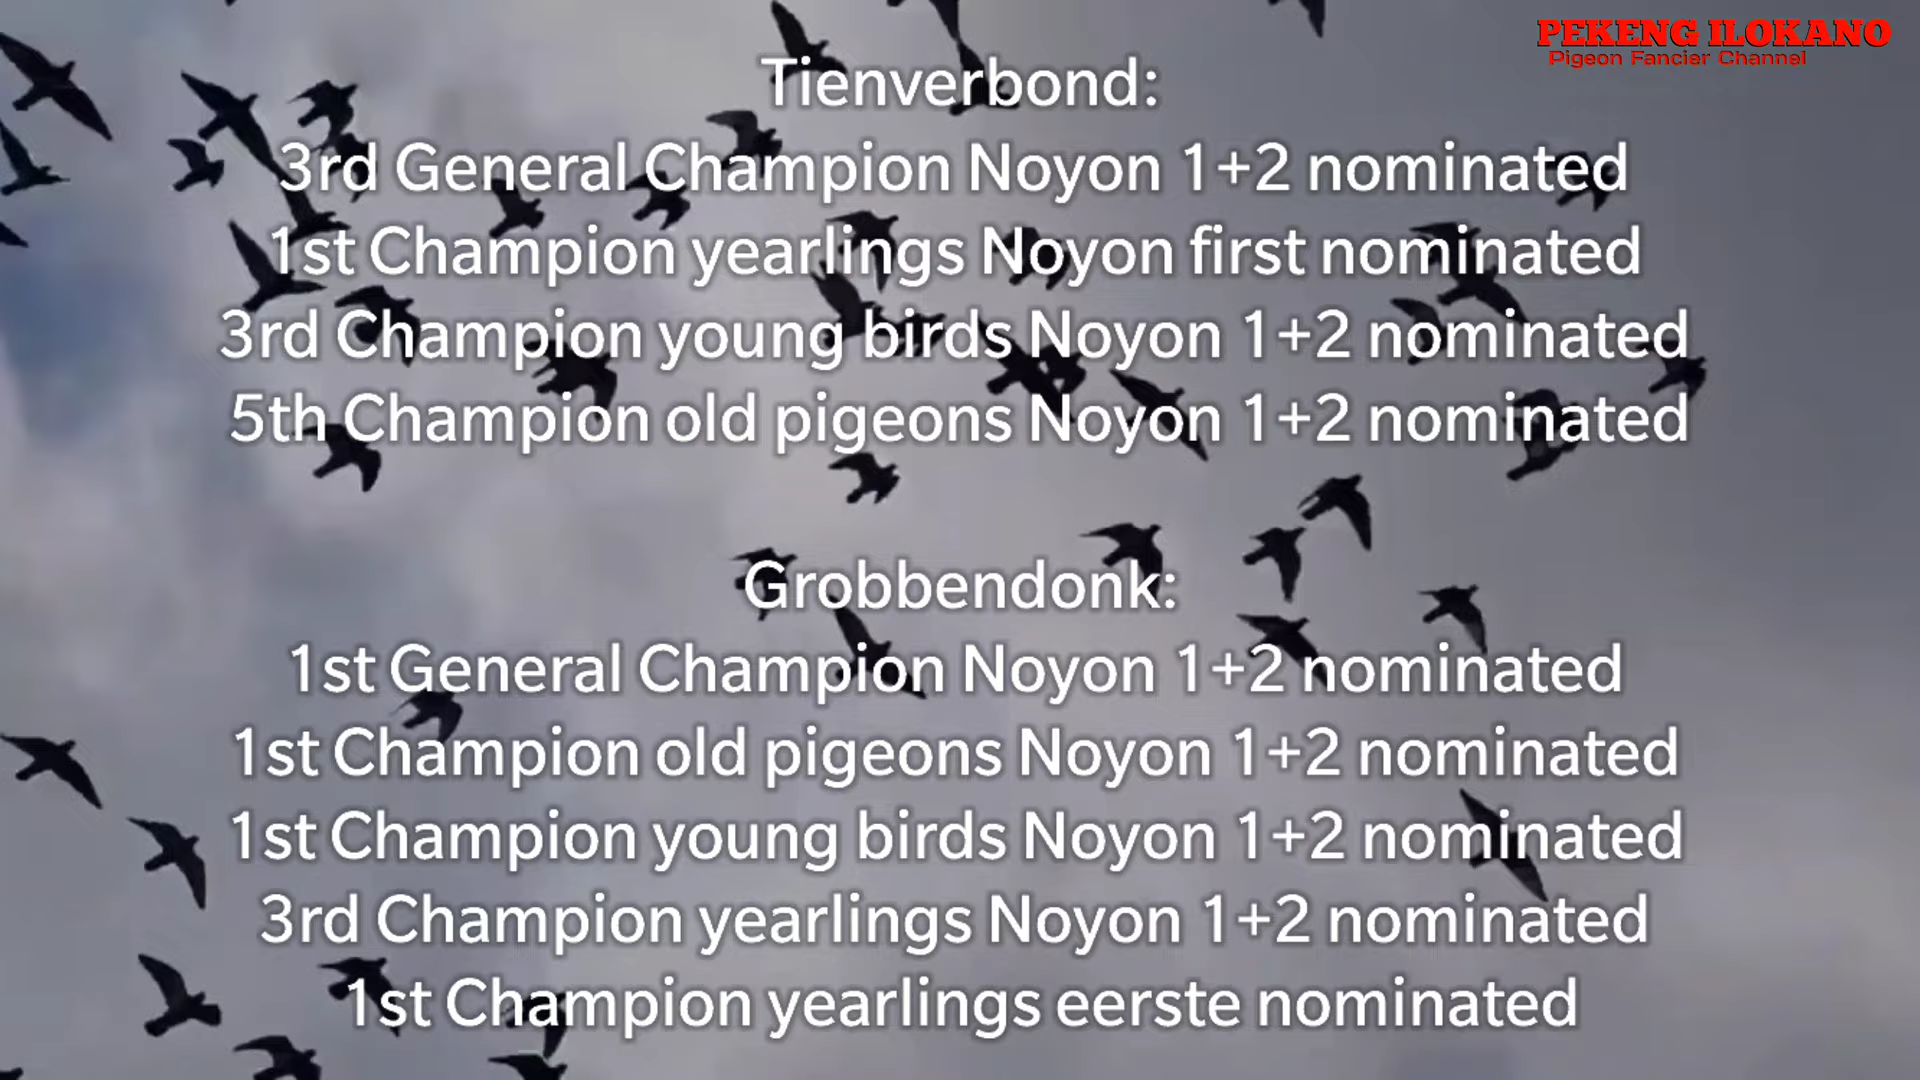 PEKENG ILOKANO
Pigeon Fancier Channel
Tienverbond:
3rd General Champion Noyon 1+2 nominated
1st Champion yearlings Noyon first nominated
3rd Champion young birds Noyon 1+2 nominated
5th Champion old pigeons Noyon 1+2 nominated
Grobbendonk:
1st General Champion Noyon 1+2 nominated
1st Champion old pigeons Noyon 1+2 nominated
1st Champion young birds Noyon 1+2 nominated
3rd Champion yearlings Noyon 1+2 nominated
1st Champion yearlings eerste nominated